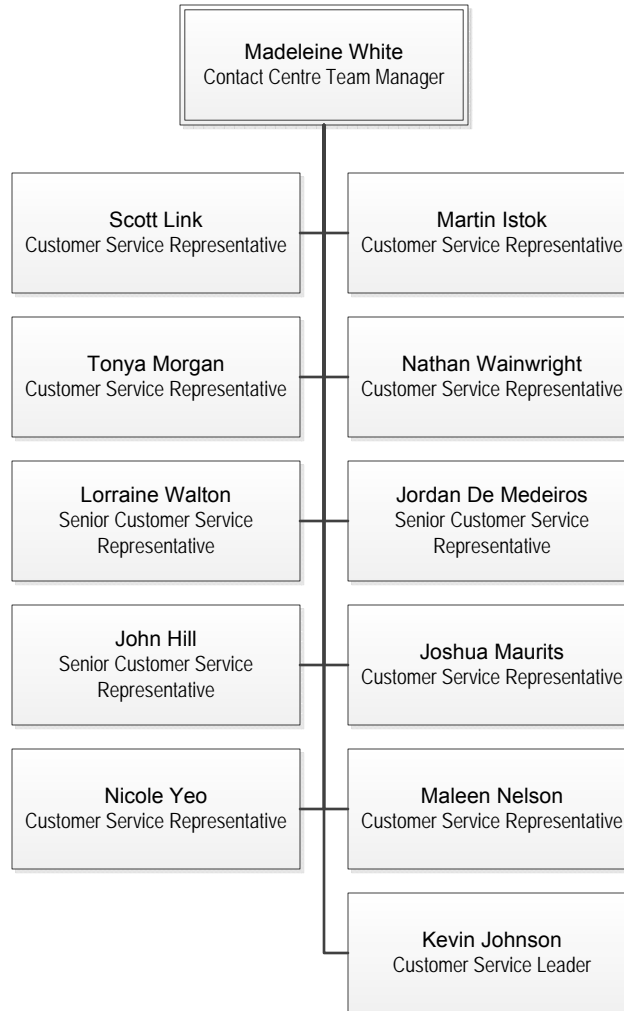 Madeleine White
Contact Centre Team Manager
Scott Link
Customer Service Representative
Martin Istok
Customer Service Representative
Tonya Morgan
Customer Service Representative
Nathan Wainwright
Customer Service Representative
Lorraine Walton
Senior Customer Service
Representative
Jordan De Medeiros
Senior Customer Service
Representative
John Hill
Senior Customer Service
Representative
Joshua Maurits
Customer Service Representative
Nicole Yeo
Customer Service Representative
Maleen Nelson
Customer Service Representative
Kevin Johnson
Customer Service Leader